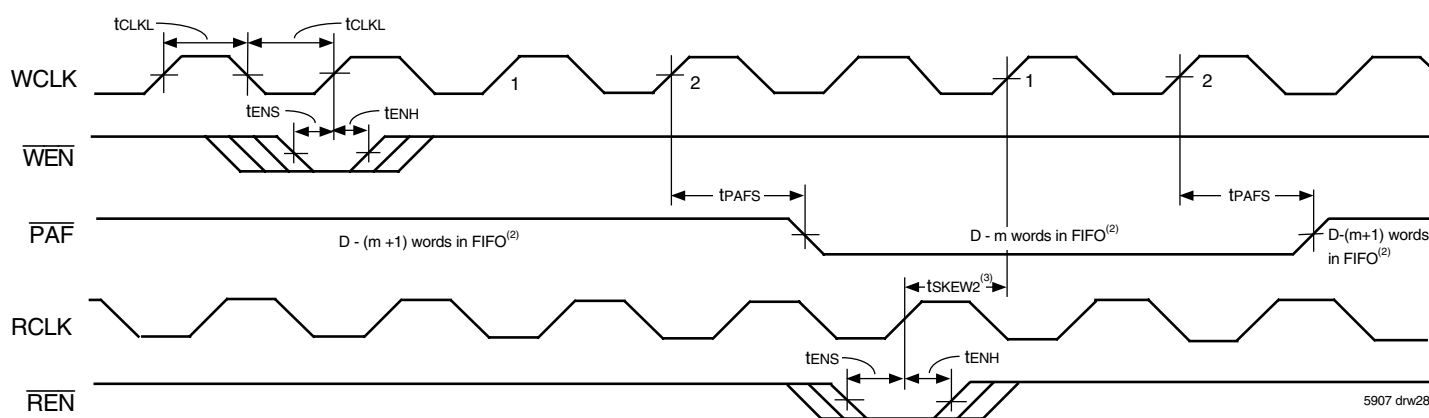 tCLKL tCLKL
WCLK 1 2 1 2
tENS tENH
WEN
tPAFS tPAFS
PAF
D - (m +1) words in FIFO(2) D - m words in FIFO(2) D-(m+1) words
in FIFO(2)
tSKEW2(3)
RCLK
tENS tENH
REN
5907 drw28